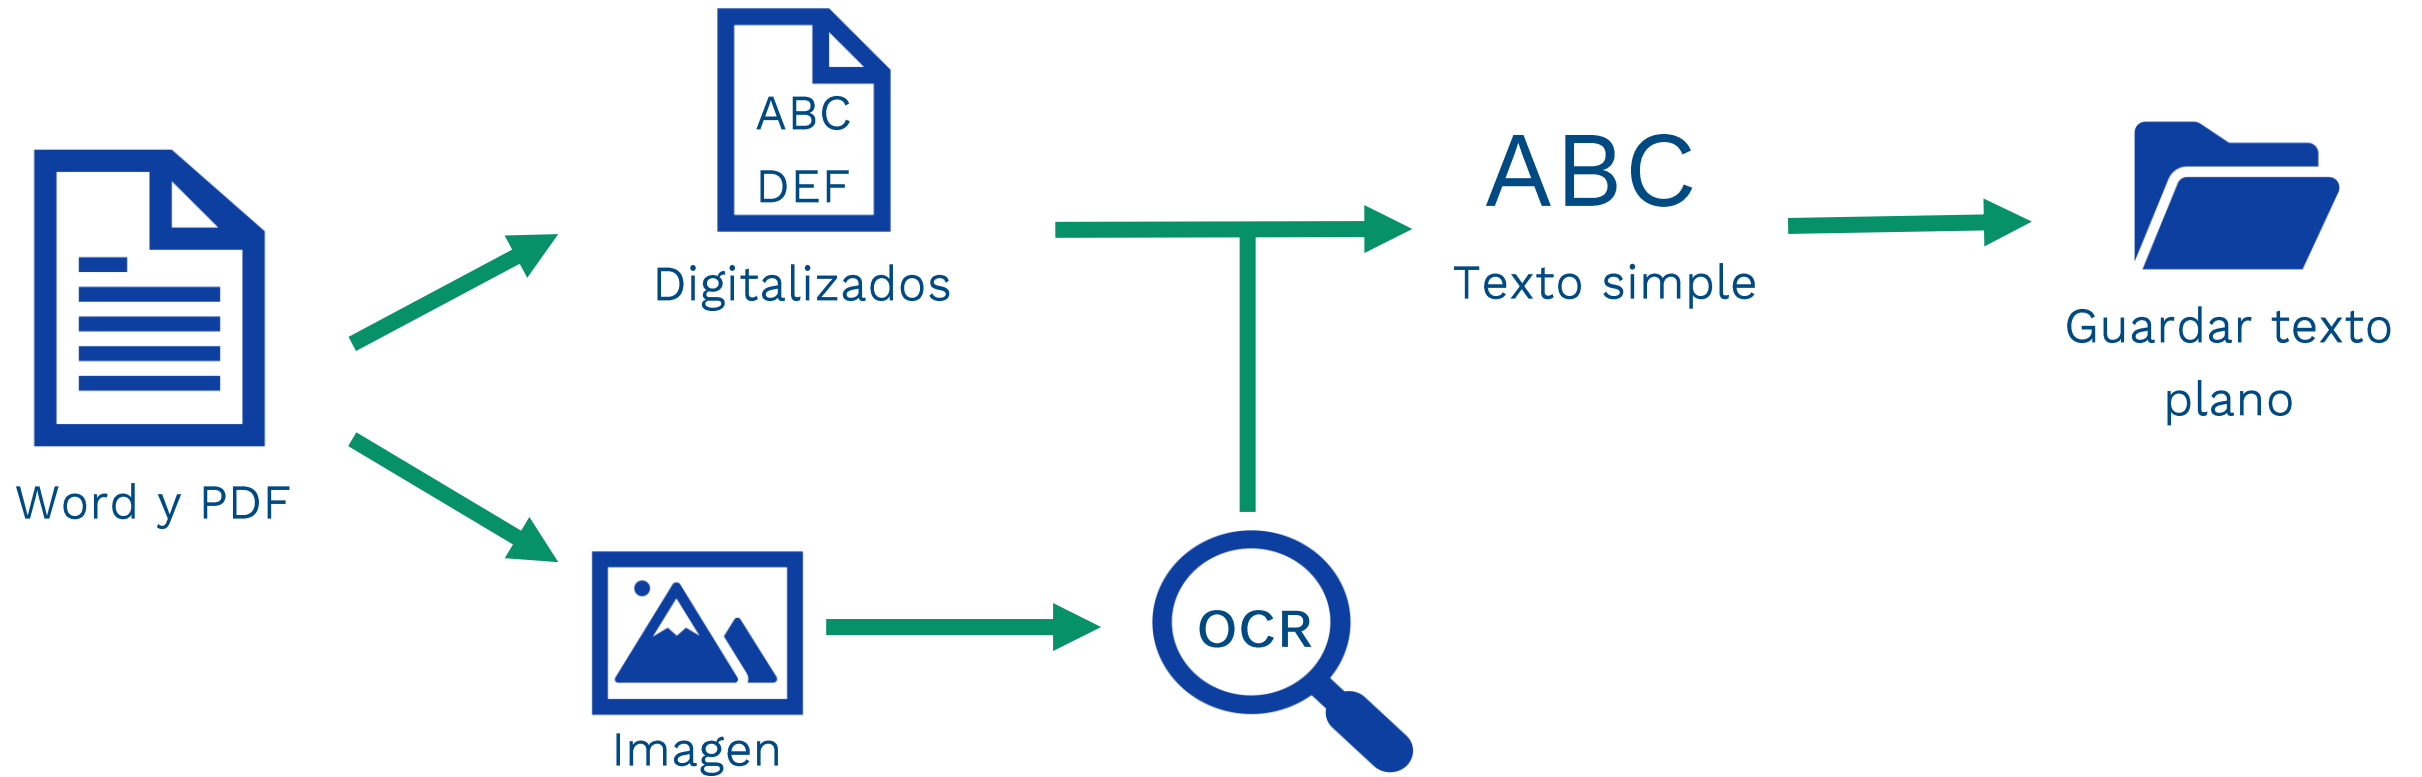 Word y PDF
ABC
DEF
Digitalizados
Imagen
OCR
ABC
Texto simple
Guardar texto
plano